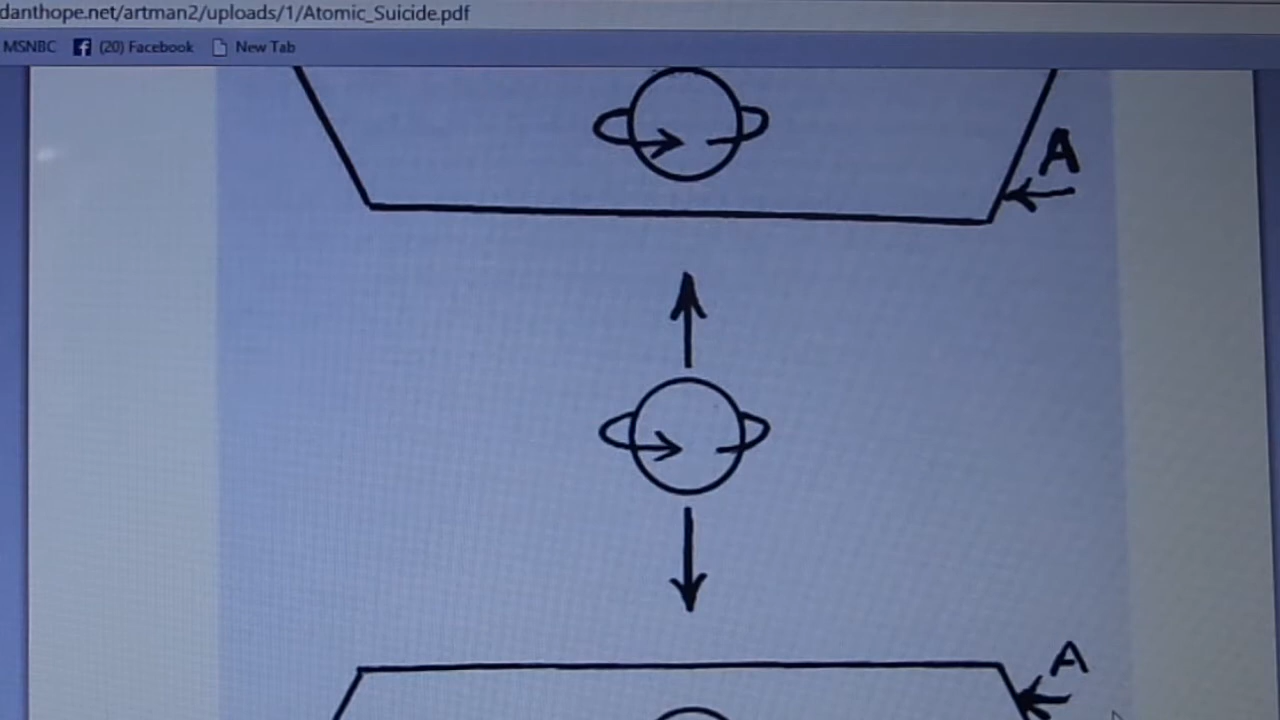 danthope.net/artman2/uploads/1/Atomic_Suicide.pdf
MSNBC (20) Facebook New Tab
A
A